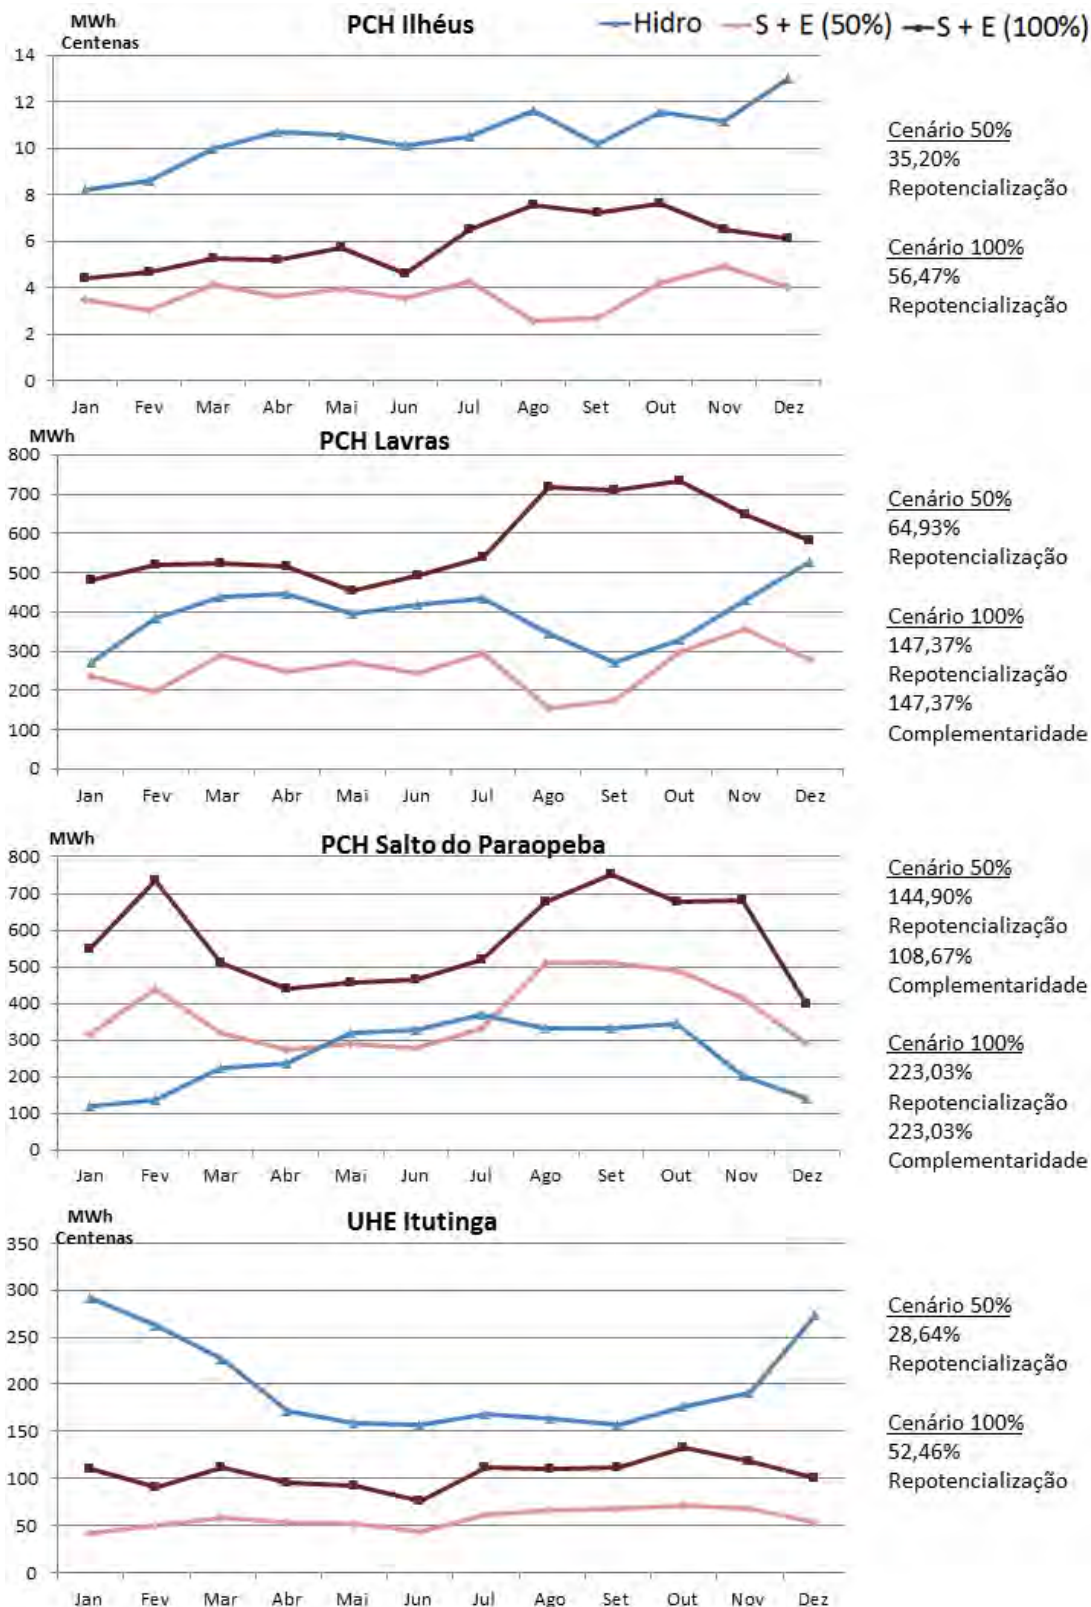 MWh
Centenas
PCH Ilhéus
Hidro
S + E (50%)
S + E (100%)
14
12
10
8
6
4
2
0
Jan Fev Mar Abr Mai Jun Jul Ago Set Out Nov Dez
Cenário 50%
35,20%
Repotencialização
Cenário 100%
56,47%
Repotencialização
MWh
PCH Lavras
800
700
600
500
400
300
200
100
0
Jan Fev Mar Abr Mai Jun Jul Ago Set Out Nov Dez
Cenário 50%
64,93%
Repotencialização
Cenário 100%
147,37%
Repotencialização
147,37%
Complementaridade
MWh
PCH Salto do Paraopeba
800
700
600
500
400
300
200
100
0
Jan Fev Mar Abr Mai Jun Jul Ago Set Out Nov Dez
Cenário 50%
144,90%
Repotencialização
108,67%
Complementaridade
Cenário 100%
223,03%
Repotencialização
223,03%
Complementaridade
MWh
Centenas
UHE Itutinga
350
300
250
200
150
100
50
0
Jan Fev Mar Abr Mai Jun Jul Ago Set Out Nov Dez
Cenário 50%
28,64%
Repotencialização
Cenário 100%
52,46%
Repotencialização